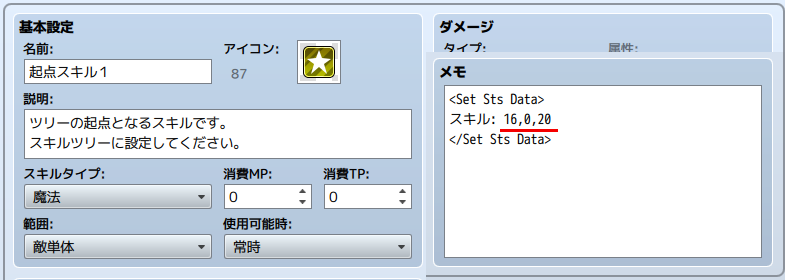 基本設定
名前:
アイコン:
起点スキル１
87
説明:
ツリーの起点となるスキルです。
スキルツリーに設定してください。
スキルタイプ:
消費MP:
消費TP:
魔法
0
0
範囲:
使用可能時:
敵単体
常時
ダメージ
タイプ:
属性:
メモ
<Set Sts Data>
スキル: 16,0,20
</Set Sts Data>